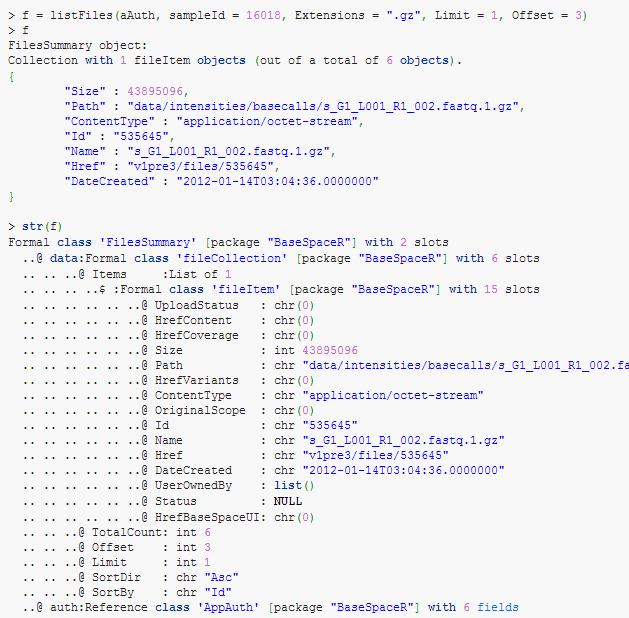 > f = listFiles(aAuth, sampleId = 16018, Extensions = ".gz", Limit = 1, Offset = 3)
> f
FilesSummary object:
Collection with 1 fileItem objects (out of a total of 6 objects).
{
"Size" : 43895096,
"Path" : "data/intensities/basecalls/s_G1_L001_R1_002.fastq.1.gz",
"ContentType" : "application/octet-stream",
"Id" : "535645",
"Name" : "s_G1_L001_R1_002.fastq.1.gz",
"Href" : "v1pre3/files/535645",
"DateCreated" : "2012-01-14T03:04:36.0000000"
}
> str(f)
Formal class 'FilesSummary' [package "BaseSpaceR"] with 2 slots
..@ data:Formal class 'fileCollection' [package "BaseSpaceR"] with 6 slots
.. .. ..@ Items :List of 1
.. .. .. ..$ :Formal class 'fileItem' [package "BaseSpaceR"] with 15 slots
.. .. .. .. .. ..@ UploadStatus : chr(0)
.. .. .. .. .. ..@ HrefContent : chr(0)
.. .. .. .. .. ..@ HrefCoverage : chr(0)
.. .. .. .. .. ..@ Size : int 43895096
.. .. .. .. .. ..@ Path : chr "data/intensities/basecalls/s_G1_L001_R1_002.fa
.. .. .. .. .. ..@ HrefVariants : chr(0)
.. .. .. .. .. ..@ ContentType : chr "application/octet-stream"
.. .. .. .. .. ..@ OriginalScope : chr(0)
.. .. .. .. .. ..@ Id : chr "535645"
.. .. .. .. .. ..@ Name : chr "s_G1_L001_R1_002.fastq.1.gz"
.. .. .. .. .. ..@ Href : chr "v1pre3/files/535645"
.. .. .. .. .. ..@ DateCreated : chr "2012-01-14T03:04:36.0000000"
.. .. .. .. .. ..@ UserOwnedBy : list()
.. .. .. .. .. ..@ Status : NULL
.. .. .. .. .. ..@ HrefBaseSpaceUI: chr(0)
.. .. ..@ TotalCount: int 6
.. .. ..@ Offset : int 3
.. .. ..@ Limit : int 1
.. .. ..@ SortDir : chr "Asc"
.. .. ..@ SortBy : chr "Id"
..@ auth:Reference class 'AppAuth' [package "BaseSpaceR"] with 6 fields